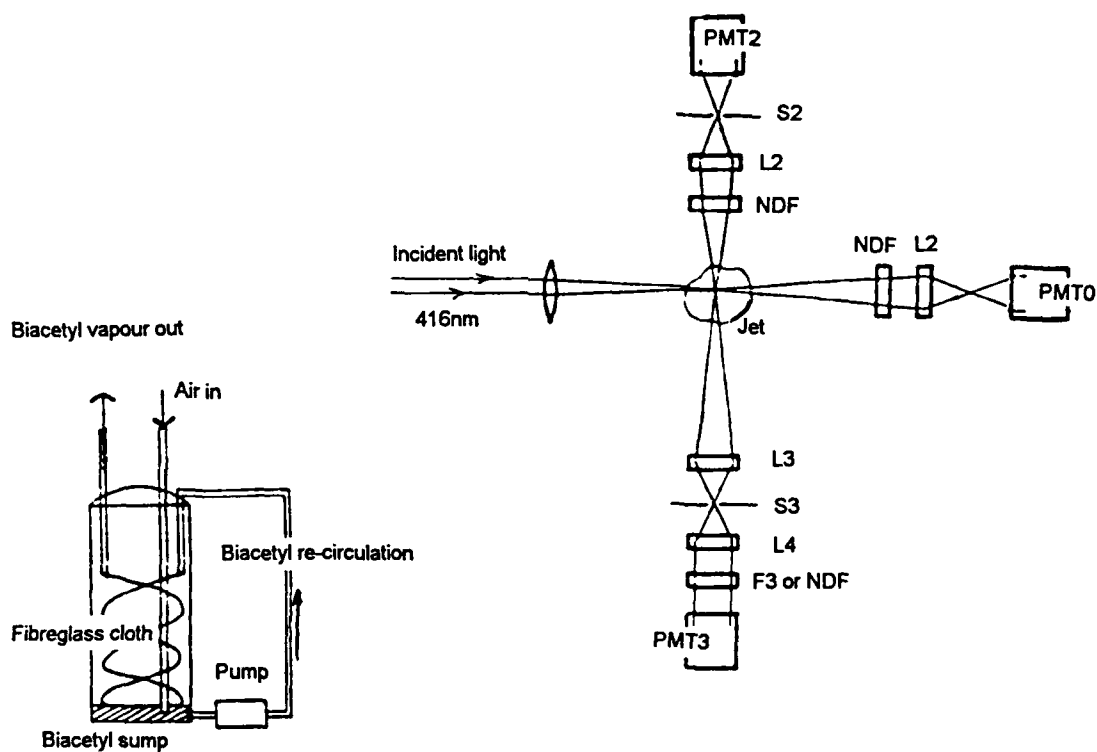 PMT2
S2
L2
NDF
Incident light
416nm
Jet
NDF L2
PMT0
L3
S3
L4
F3 or NDF
PMT3
Biacetyl vapour out
Air in
Biacetyl re-circulation
Fibreglass cloth
Pump
Biacetyl sump